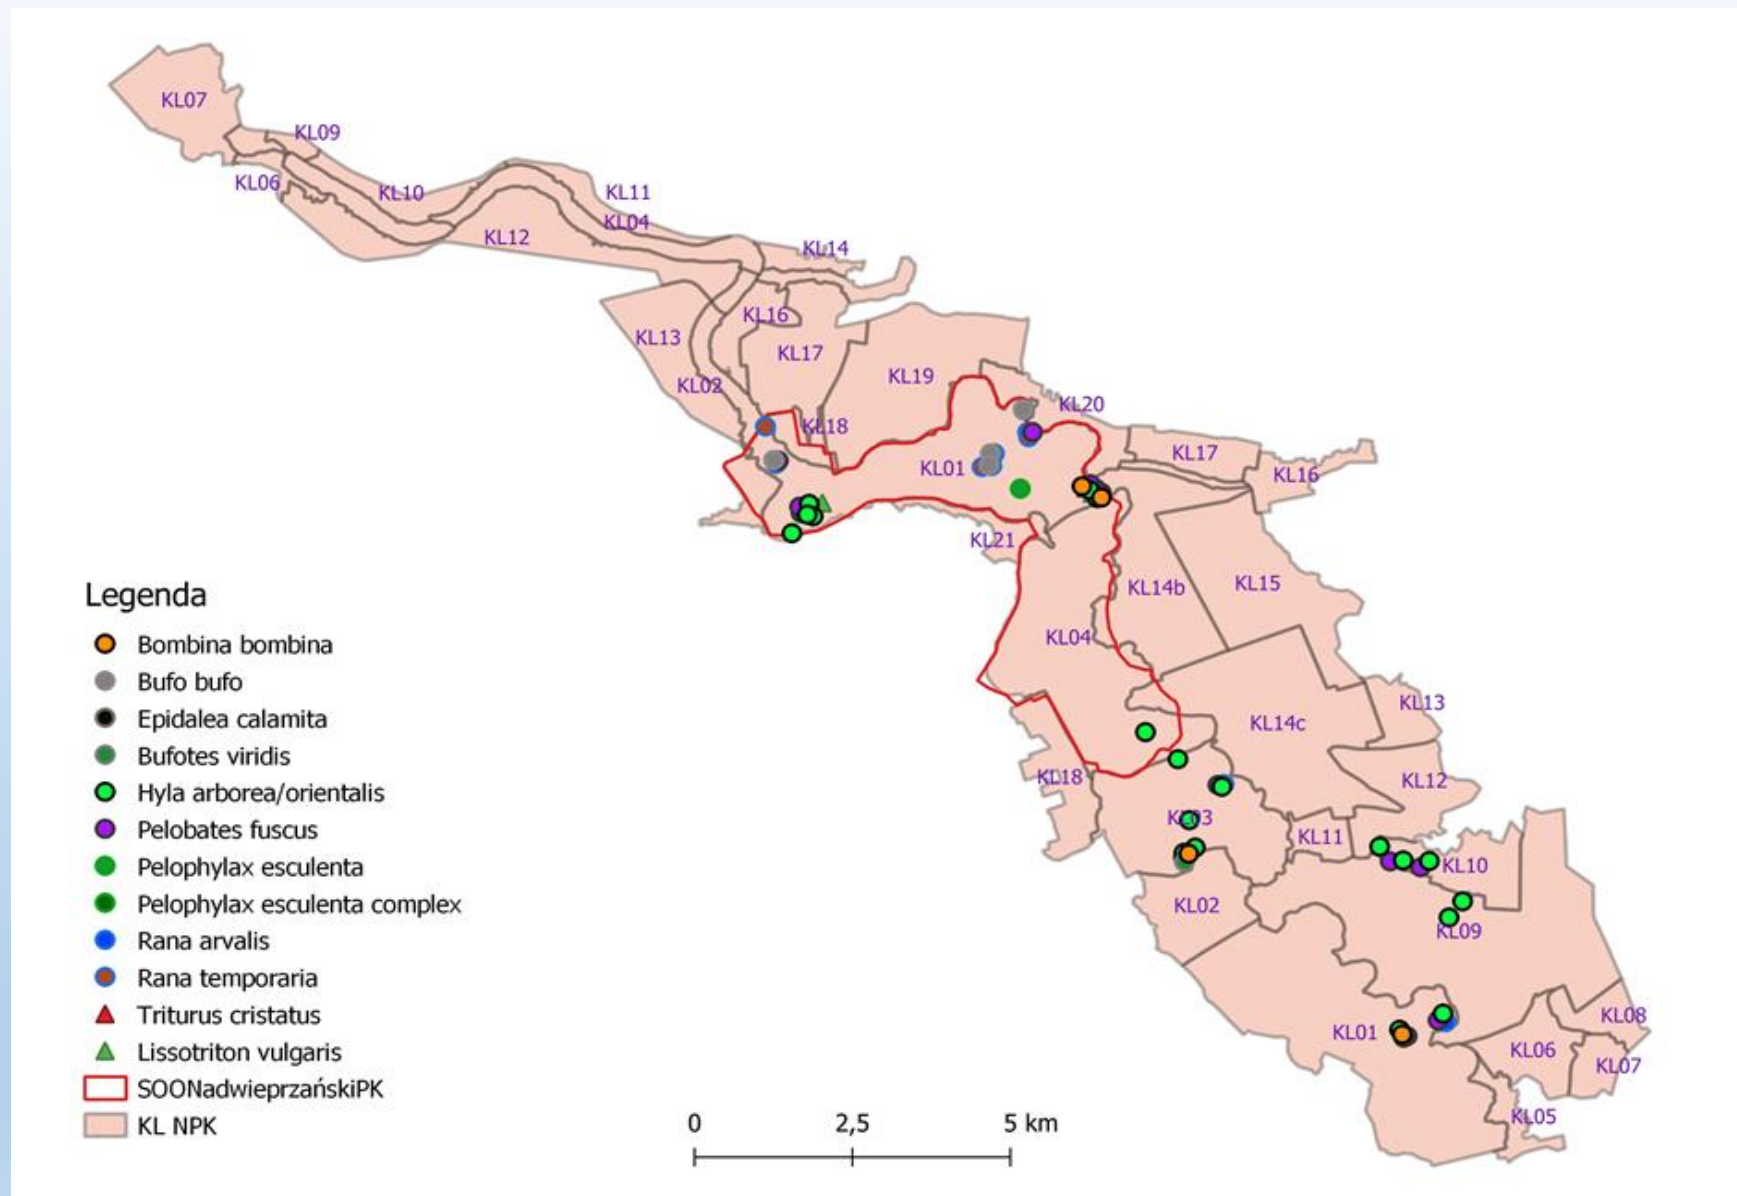 KL07
KL09
KL06
KL10
KL11
KL04
KL12
KL14
KL16
KL13
KL17
KL02
KL19
KL20
KL18
KL17
KL01
KL16
KL21
KL14b
KL15
KL04
KL13
KL14c
KL18
KL12
KL03
KL11
KL10
KL02
KL09
KL08
KL01
KL06
KL07
KL05
Legenda
Bombina bombina
Bufo bufo
Epidalea calamita
Bufotes viridis
Hyla arborea/orientalis
Pelobates fuscus
Pelophylax esculenta
Pelophylax esculenta complex
Rana arvalis
Rana temporaria
Triturus cristatus
Lissotriton vulgaris
SOONadwieprzańskiPK
KL NPK
0 2,5 5 km